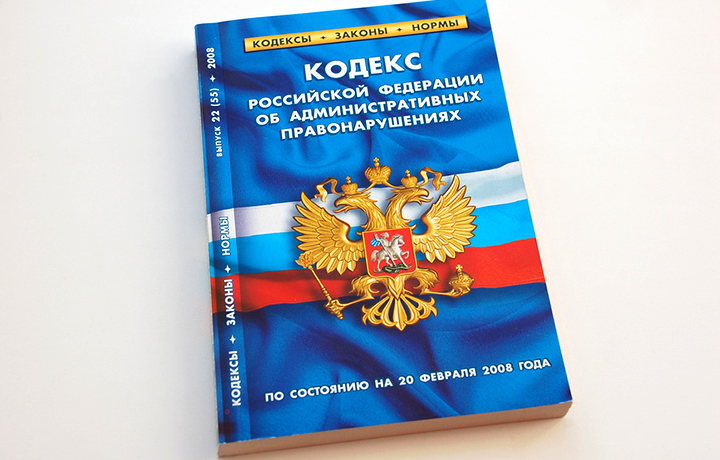 КОДЕКСЫ + ЗАКОНЫ + НОРМЫ
КОДЕКС
РОССИЙСКОЙ ФЕДЕРАЦИИ
ОБ АДМИНИСТРАТИВНЫХ
ПРАВОНАРУШЕНИЯХ
ПО СОСТОЯНИЮ НА 20 ФЕВРАЛЯ 2008 ГОДА
КОДЕКСЫ + ЗАКОНЫ + НОРМЫ
ВЫПУСК 22 (55) + 2008